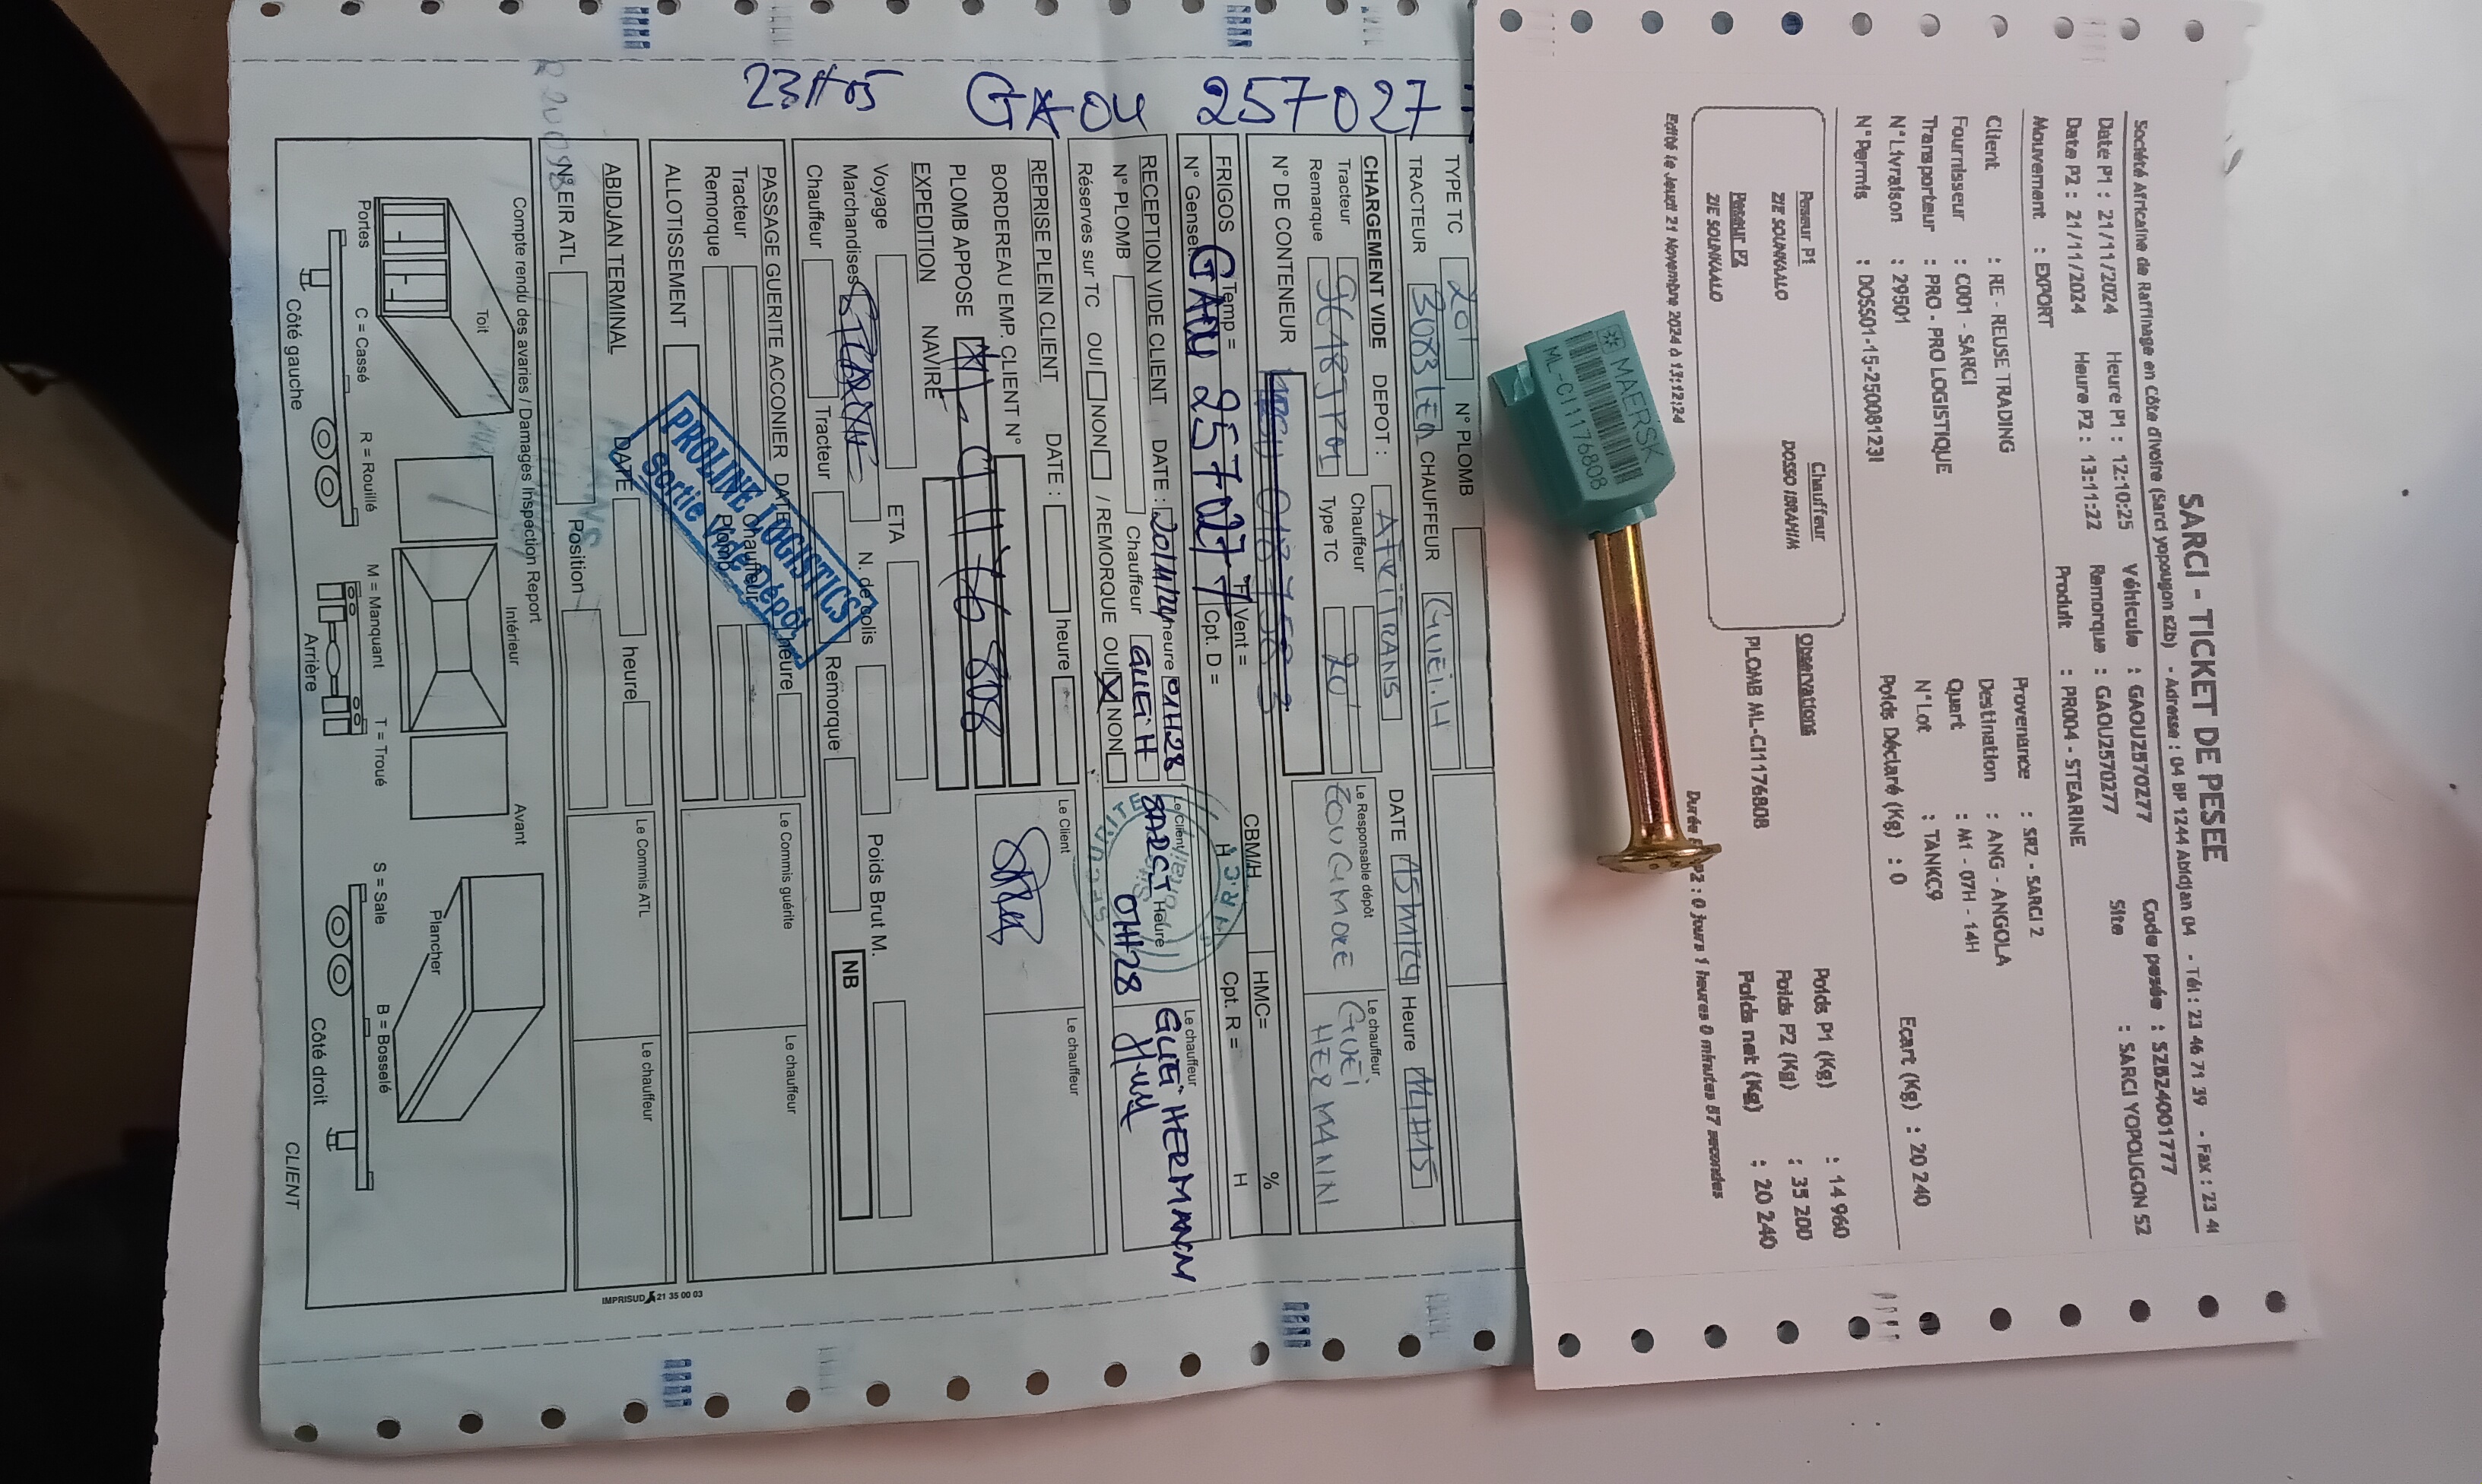 SARCI - TICKET DE PESEE
Société Africaine de Raffinage en Côte d'Ivoire (Sarci yopougon s2b) - Adresse : 04 BP 1244 Abidjan 04 - Tél : 23 46 71 39 - Fax : 23 4
Date P1 : 21/11/2024 Heure P1 : 12:10:25 Véhicule : GAOU2570277 Code pesée : SZBZ4001777
Date P2 : 21/11/2024 Heure P2 : 13:11:22 Remorque : GAOU2570277 Site : SARCI YOPOUGON S2
Mouvement : EXPORT Produit : PR004 - STEARINE
Client : RE - REUSE TRADING Provenance : SR2 - SARCI 2
Fournisseur : C001 - SARCI Destination : ANG - ANGOLA
Transporteur : PRO - PRO LOGISTIQUE Quart : M1 - 07H - 14H
N°Livraison : 29501 N°Lot : TANKC9
N°Permis : DOSS01-15-25008123I Poids Déclaré (Kg) : 0 Ecart (Kg) : 20 240
Peseur P1 Chauffeur Observations Poids P1 (Kg) : 14 960
ZIE SOUNKAALO DOSSO IBRAHIM Poids P2 (Kg) : 35 200
Peseur P2 PLOMB ML-CI1176808 Poids net (Kg) : 20 240
ZIE SOUNKAALO
Edité le Jeudi 21 Novembre 2024 à 13:12:24 Durée P2 : 0 jours 1 heures 0 minutes 57 secondes
MAERSK
ML-CI1176808
TYPE TC 20' N° PLOMB
TRACTEUR 3083 CHAUFFEUR GUEI.H
CHARGEMENT VIDE DEPOT : AFRITRANS DATE 15/11/24 Heure 14H15
Tracteur Chauffeur Le Responsable dépôt Le chauffeur
Remarque 9618JP01 Type TC 20' ZOUGMORE GUEI HERMANN
N° DE CONTENEUR MRSU 018758 3
FRIGOS Temp = °F Vent = CBM/H HMC= %
N° Genset. GAOU 257027 7 Cpt. D = H Cpt. R = H
RECEPTION VIDE CLIENT DATE : 20/11/24 heure 01H28 Le Client SARCI Heure 01H28 Le chauffeur GUEI HERMANN
N° PLOMB Chauffeur GUEI H
Réserves sur TC OUI NON / REMORQUE OUI X NON
REPRISE PLEIN CLIENT DATE : heure Le Client Le chauffeur
BORDEREAU EMP. CLIENT N°
PLOMB APPOSE ML-CI 1176 808
EXPEDITION NAVIRE
Voyage ETA
Marchandises STEARINE N. de colis Poids Brut M.
Chauffeur Tracteur Remorque NB
PASSAGE GUERITE ACONIER DATE heure Le Commis guérite Le chauffeur
Tracteur Chauffeur
Remorque Plomb
ALLOTISSEMENT
PROLINE LOGISTICS
Sortie Vide Dépôt
ABIDJAN TERMINAL DATE heure Le Commis ATL Le chauffeur
N° EIR ATL Position
Compte rendu des avaries / Damages Inspection Report
Toit Intérieur Avant
Plancher
Portes C = Cassé R = Rouillé M = Manquant T = Troué S = Sale B = Bosselé
Côté gauche Arrière Côté droit
CLIENT
23H05 GAOU 257027
IMPRISUD 21 35 00 03